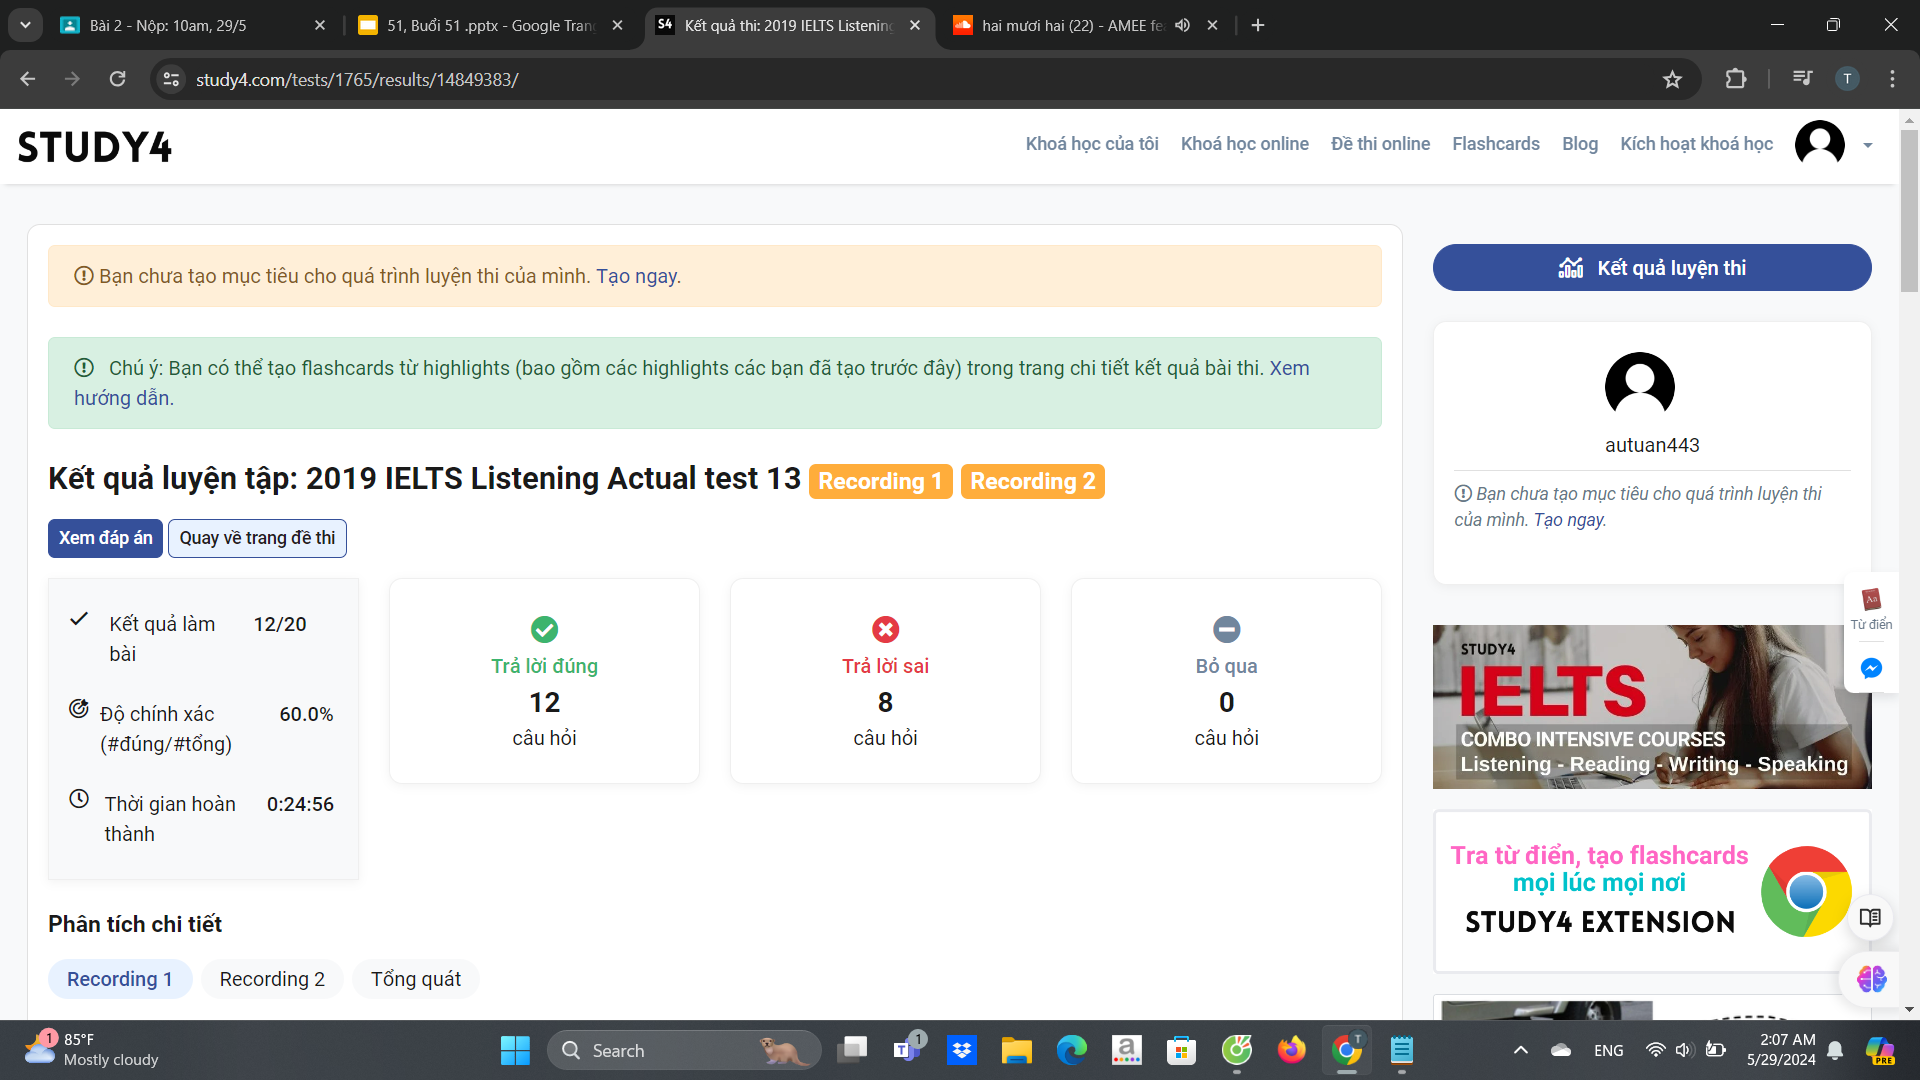 Bài 2 - Nộp: 10am, 29/5
51, Buổi 51 .pptx - Google Trang
S4
Kết quả thi: 2019 IELTS Listening
hai mươi hai (22) - AMEE fe
study4.com/tests/1765/results/14849383/
T
STUDY4
Khoá học của tôi
Khoá học online
Đề thi online
Flashcards
Blog
Kích hoạt khoá học
Bạn chưa tạo mục tiêu cho quá trình luyện thi của mình. Tạo ngay.
Chú ý: Bạn có thể tạo flashcards từ highlights (bao gồm các highlights các bạn đã tạo trước đây) trong trang chi tiết kết quả bài thi. Xem
hướng dẫn.
Kết quả luyện tập: 2019 IELTS Listening Actual test 13 Recording 1 Recording 2
Xem đáp án
Quay về trang đề thi
Kết quả làm
bài
12/20
Độ chính xác
(#đúng/#tổng)
60.0%
Thời gian hoàn
thành
0:24:56
Trả lời đúng
12
câu hỏi
Trả lời sai
8
câu hỏi
Bỏ qua
0
câu hỏi
Phân tích chi tiết
Recording 1
Recording 2
Tổng quát
Kết quả luyện thi
autuan443
Bạn chưa tạo mục tiêu cho quá trình luyện thi
của mình. Tạo ngay.
Aa
Từ điển
STUDY4
IELTS
COMBO INTENSIVE COURSES
Listening - Reading - Writing - Speaking
Tra từ điển, tạo flashcards
mọi lúc mọi nơi
STUDY4 EXTENSION
1
85°F
Mostly cloudy
Search
T
1
a
T
ENG
2:07 AM
5/29/2024
PRE